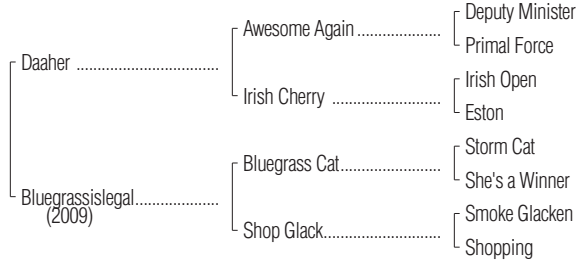 Deputy Minister
Awesome Again ....................
Primal Force
Daaher ..................................
Irish Open
Irish Cherry ..........................
Eston
Storm Cat
Bluegrass Cat........................
She's a Winner
Bluegrassislegal....................
(2009)
Smoke Glacken
Shop Glack............................
Shopping